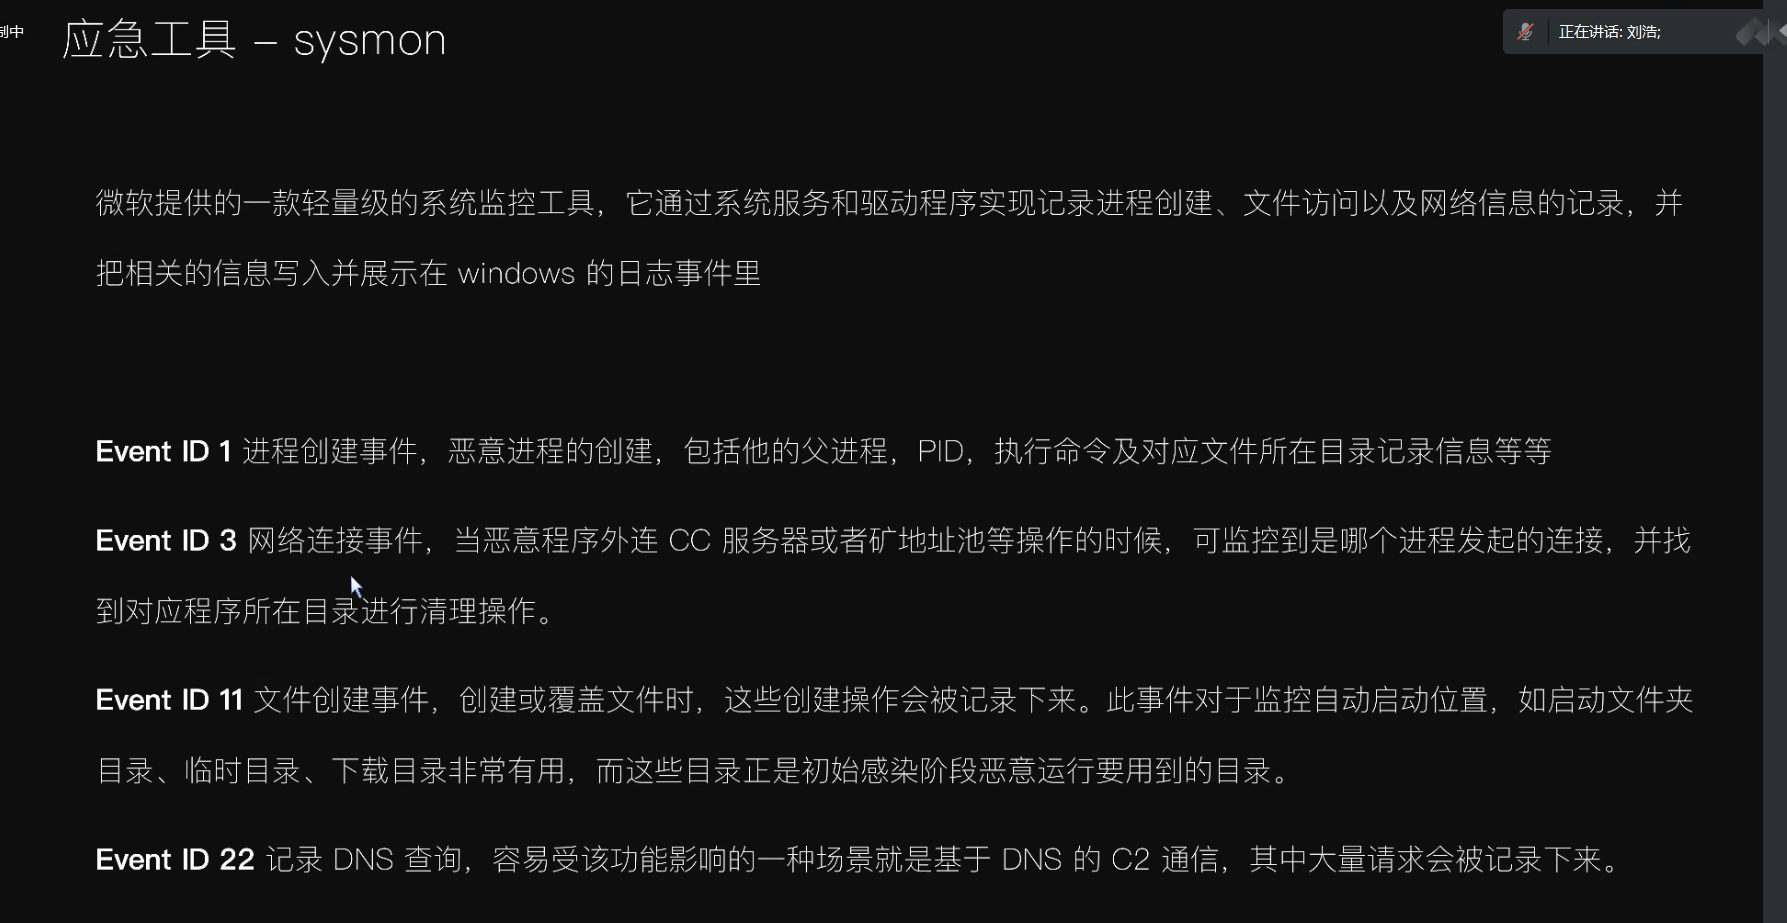 制中
应急工具 – sysmon
正在讲话: 刘浩;
微软提供的一款轻量级的系统监控工具，它通过系统服务和驱动程序实现记录进程创建、文件访问以及网络信息的记录，并
把相关的信息写入并展示在 windows 的日志事件里
Event ID 1 进程创建事件，恶意进程的创建，包括他的父进程，PID，执行命令及对应文件所在目录记录信息等等
Event ID 3 网络连接事件，当恶意程序外连 CC 服务器或者矿地址池等操作的时候，可监控到是哪个进程发起的连接，并找
到对应程序所在目录进行清理操作。
Event ID 11 文件创建事件，创建或覆盖文件时，这些创建操作会被记录下来。此事件对于监控自动启动位置，如启动文件夹
目录、临时目录、下载目录非常有用，而这些目录正是初始感染阶段恶意运行要用到的目录。
Event ID 22 记录 DNS 查询，容易受该功能影响的一种场景就是基于 DNS 的 C2 通信，其中大量请求会被记录下来。